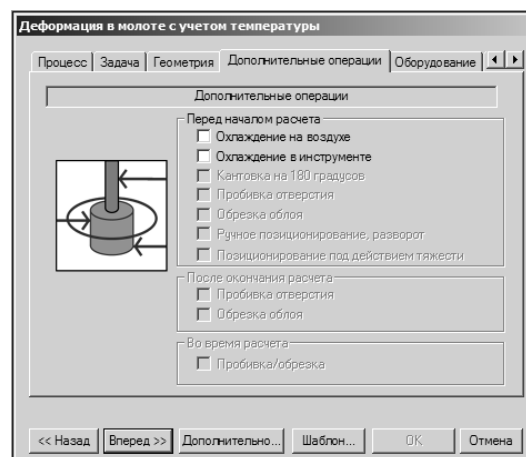 Деформация в молоте с учетом температуры
Процесс Задача Геометрия Дополнительные операции Оборудование
Дополнительные операции
Перед началом расчета
Охлаждение на воздухе
Охлаждение в инструменте
Кантовка на 180 градусов
Пробивка отверстия
Обрезка облоя
Ручное позиционирование, разворот
Позиционирование под действием тяжести
После окончания расчета
Пробивка отверстия
Обрезка облоя
Во время расчета
Пробивка/обрезка
<< Назад Вперед >> Дополнительно... Шаблон... OK Отмена